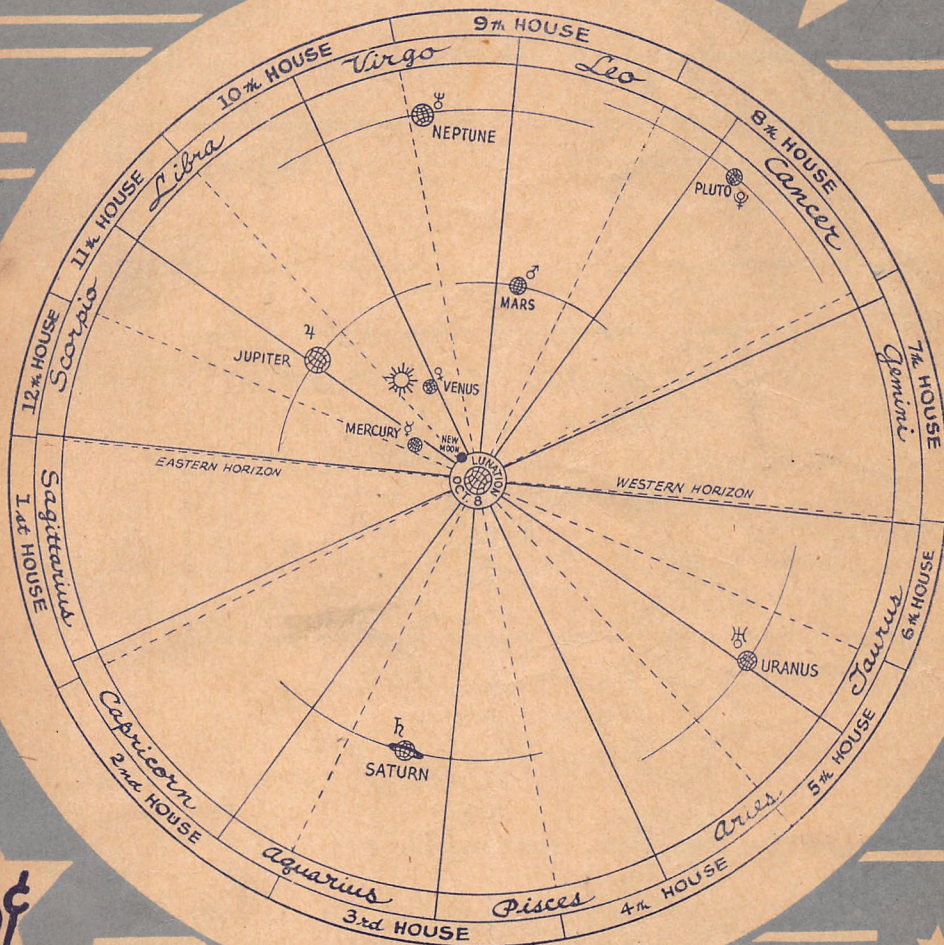 9th HOUSE
10th HOUSE
Virgo
Leo
8th HOUSE
♆
NEPTUNE
Cancer
Libra
PLUTO
11th HOUSE
♂
MARS
7th HOUSE
Gemini
Scorpio
♃
JUPITER
♀
VENUS
12th HOUSE
MERCURY ☿
NEW
MOON
LUNATION
OCT. 8
EASTERN HORIZON
WESTERN HORIZON
Sagittarius
1st HOUSE
6th HOUSE
Taurus
♅
URANUS
♄
SATURN
Capricorn
2nd HOUSE
5th HOUSE
Aries
Aquarius
Pisces
4th HOUSE
3rd HOUSE
¢